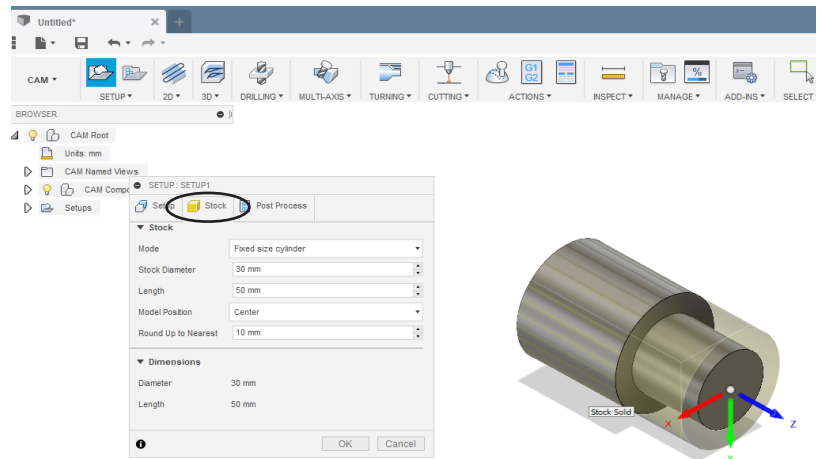 Untitled*
G1
G2
%
CAM
SETUP
2D
3D
DRILLING
MULTI-AXIS
TURNING
CUTTING
ACTIONS
INSPECT
MANAGE
ADD-INS
SELECT
BROWSER
CAM Root
Units: mm
CAM Named Views
CAM Compo
Setups
SETUP : SETUP1
Setup Stock Post Process
Stock
Mode Fixed size cylinder
Stock Diameter 30 mm
Length 50 mm
Model Position Center
Round Up to Nearest 10 mm
Dimensions
Diameter 30 mm
Length 50 mm
OK Cancel
Stock Solid
X
Z
Y